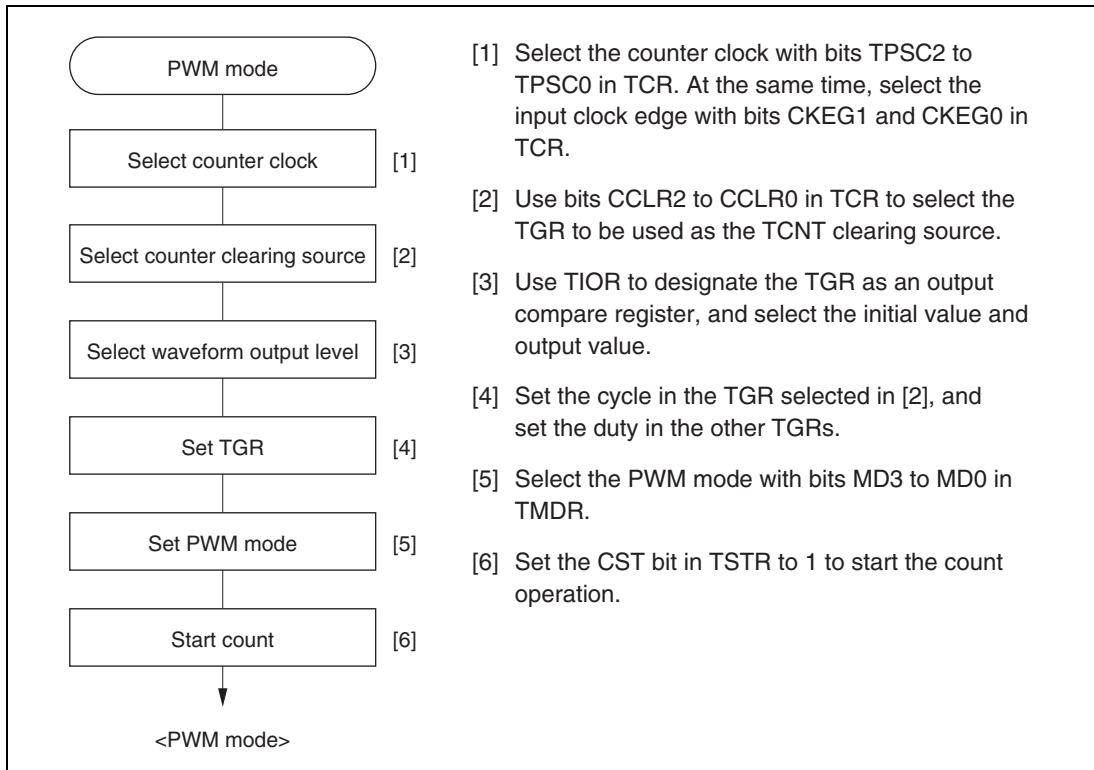 PWM mode
Select counter clock [1]
Select counter clearing source [2]
Select waveform output level [3]
Set TGR [4]
Set PWM mode [5]
Start count [6]
<PWM mode>
[1] Select the counter clock with bits TPSC2 to
TPSC0 in TCR. At the same time, select the
input clock edge with bits CKEG1 and CKEG0 in
TCR.
[2] Use bits CCLR2 to CCLR0 in TCR to select the
TGR to be used as the TCNT clearing source.
[3] Use TIOR to designate the TGR as an output
compare register, and select the initial value and
output value.
[4] Set the cycle in the TGR selected in [2], and
set the duty in the other TGRs.
[5] Select the PWM mode with bits MD3 to MD0 in
TMDR.
[6] Set the CST bit in TSTR to 1 to start the count
operation.